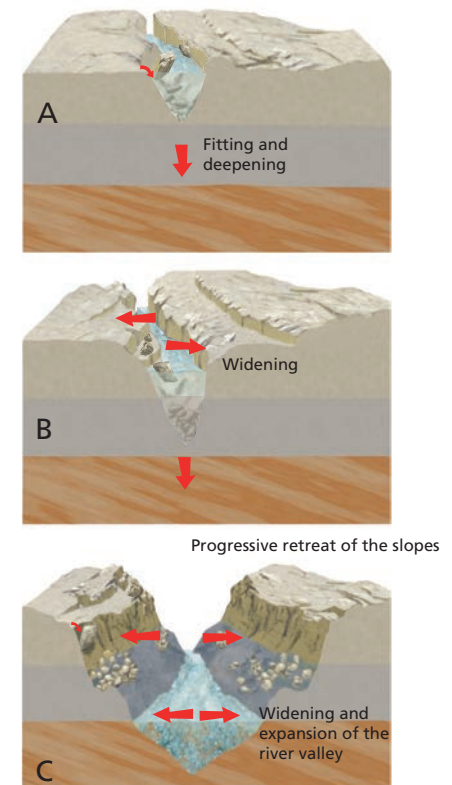 A
Fitting and
deepening
Widening
B
Progressive retreat of the slopes
Widening and
expansion of the
river valley
C